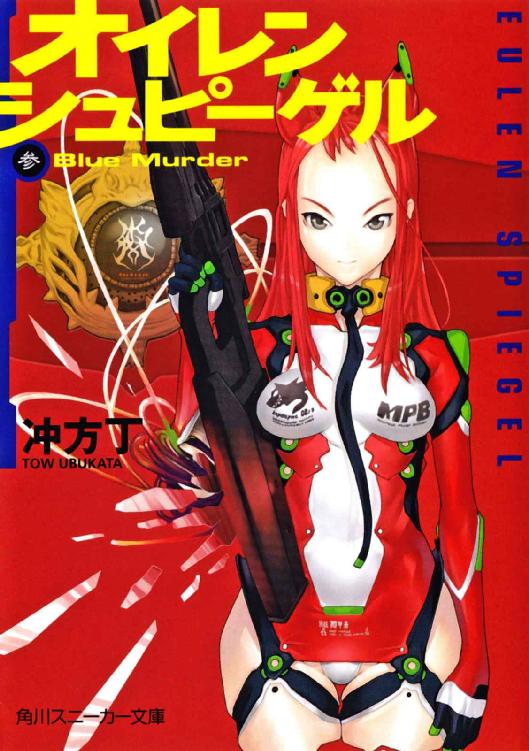 オイレン
シュピーゲル
参 Blue Murder
EULEN SPIEGEL
冲方丁
TOW UBUKATA
MPB
角川スニーカー文庫